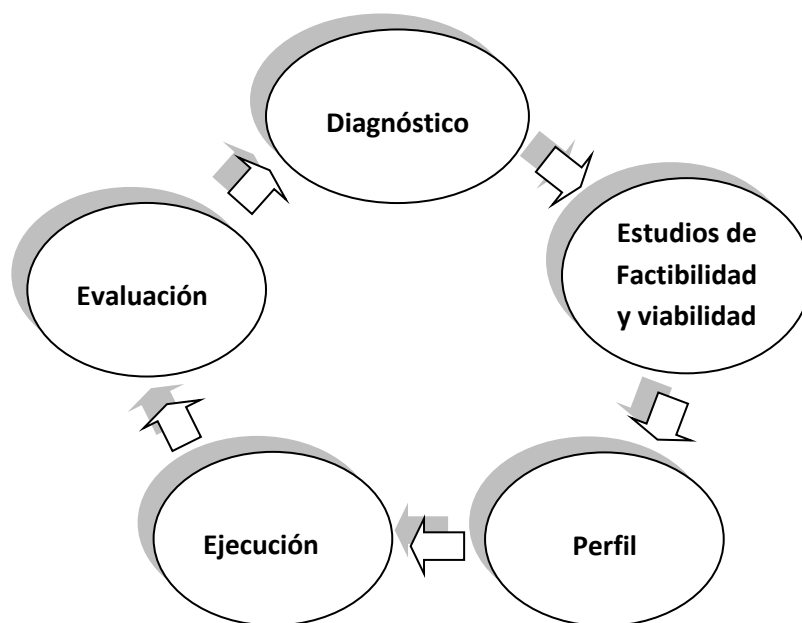 Diagnóstico
Estudios de
Factibilidad
y viabilidad
Perfil
Ejecución
Evaluación